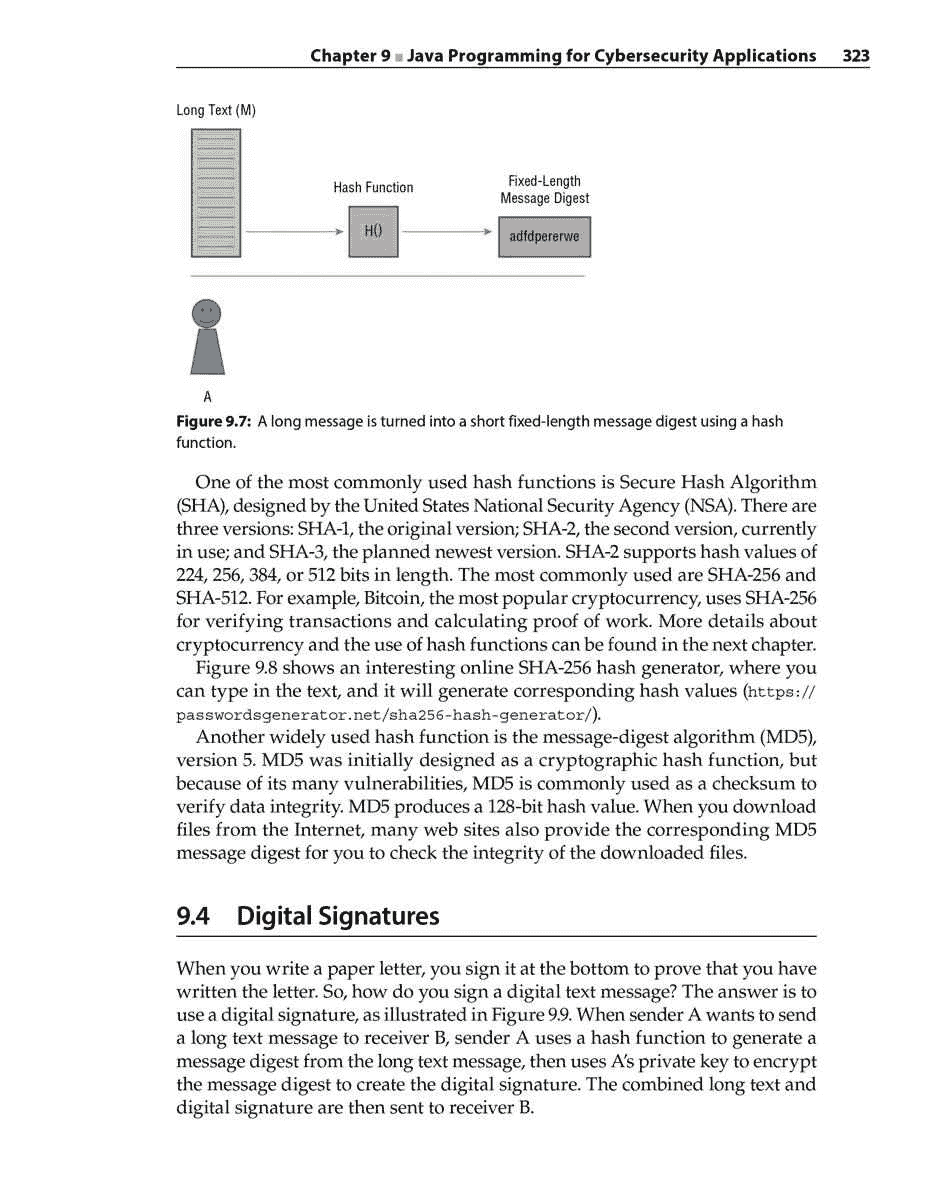 Chapter 9 ■ Java Programming for Cybersecurity Applications 323
Long Text (M)
Hash Function
Fixed-Length
Message Digest
H()
adfdpererwe
A
Figure 9.7: A long message is turned into a short fixed-length message digest using a hash
function.
One of the most commonly used hash functions is Secure Hash Algorithm
(SHA), designed by the United States National Security Agency (NSA). There are
three versions: SHA-1, the original version; SHA-2, the second version, currently
in use; and SHA-3, the planned newest version. SHA-2 supports hash values of
224, 256, 384, or 512 bits in length. The most commonly used are SHA-256 and
SHA-512. For example, Bitcoin, the most popular cryptocurrency, uses SHA-256
for verifying transactions and calculating proof of work. More details about
cryptocurrency and the use of hash functions can be found in the next chapter.
Figure 9.8 shows an interesting online SHA-256 hash generator, where you
can type in the text, and it will generate corresponding hash values (https://
passwordsgenerator.net/sha256-hash-generator/).
Another widely used hash function is the message-digest algorithm (MD5),
version 5. MD5 was initially designed as a cryptographic hash function, but
because of its many vulnerabilities, MD5 is commonly used as a checksum to
verify data integrity. MD5 produces a 128-bit hash value. When you download
files from the Internet, many web sites also provide the corresponding MD5
message digest for you to check the integrity of the downloaded files.
9.4 Digital Signatures
When you write a paper letter, you sign it at the bottom to prove that you have
written the letter. So, how do you sign a digital text message? The answer is to
use a digital signature, as illustrated in Figure 9.9. When sender A wants to send
a long text message to receiver B, sender A uses a hash function to generate a
message digest from the long text message, then uses A's private key to encrypt
the message digest to create the digital signature. The combined long text and
digital signature are then sent to receiver B.